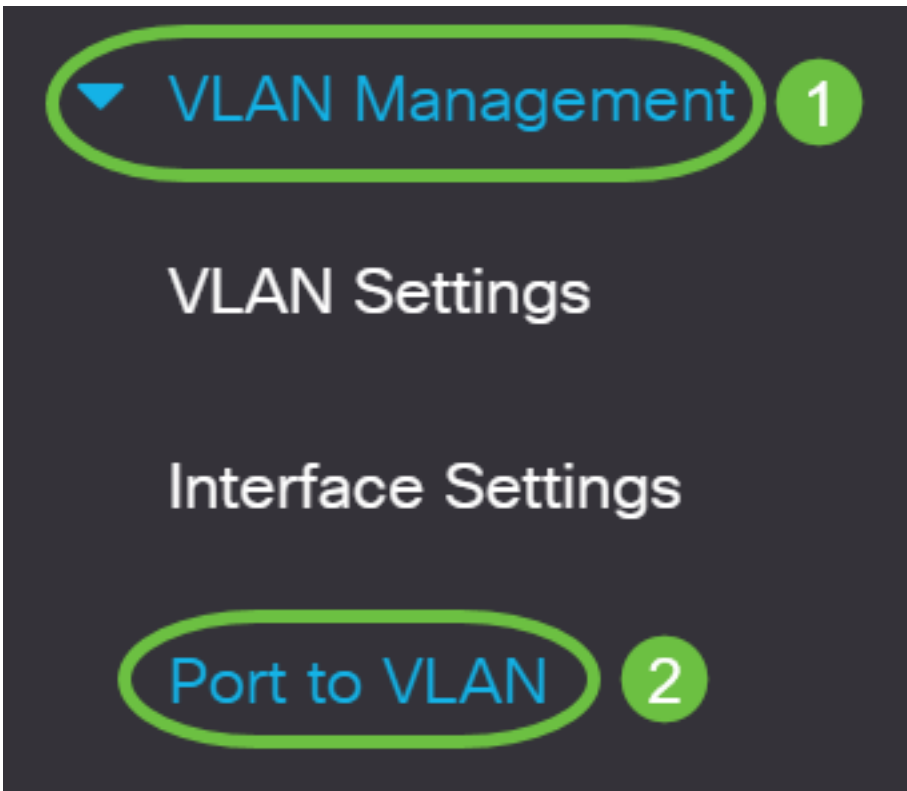 VLAN Management 1
VLAN Settings
Interface Settings
Port to VLAN 2